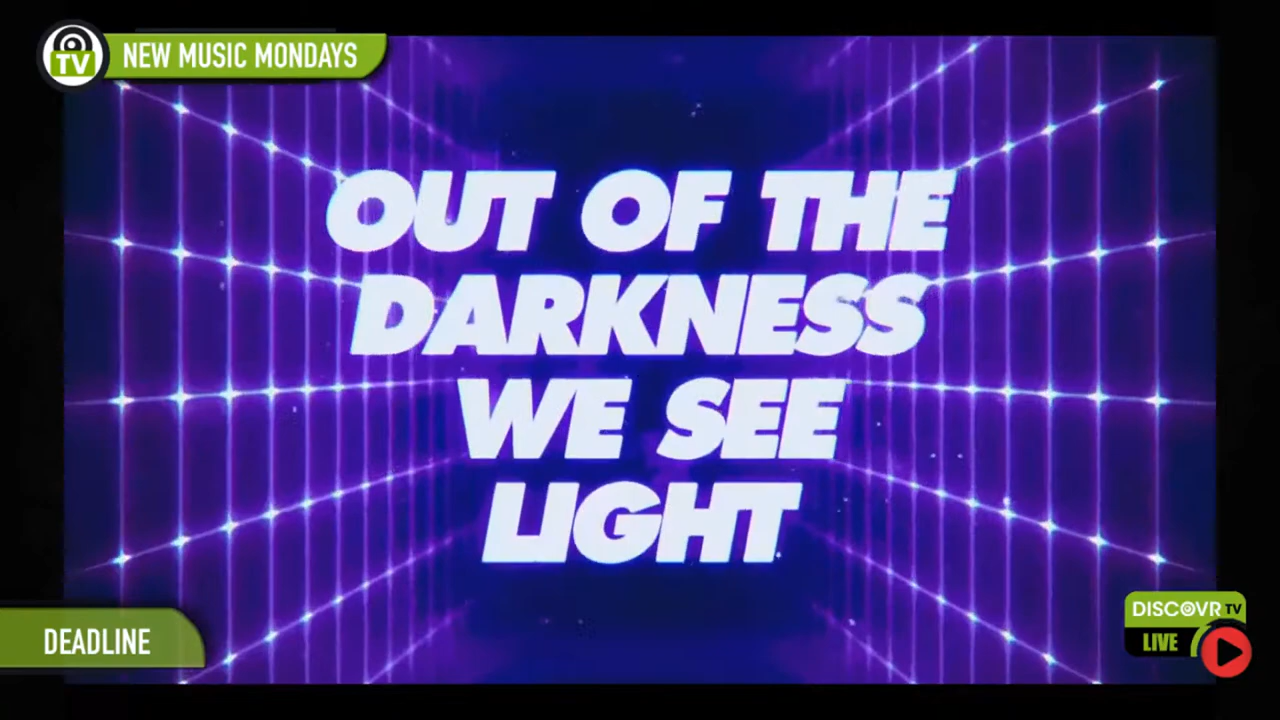 TV
NEW MUSIC MONDAYS
OUT OF THE
DARKNESS
WE SEE
LIGHT
DEADLINE
DISCOVR TV
LIVE